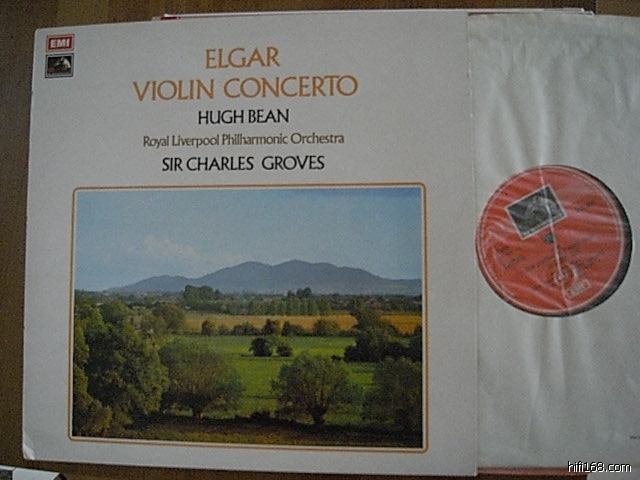 EMI
ELGAR
VIOLIN CONCERTO
HUGH BEAN
Royal Liverpool Philharmonic Orchestra
SIR CHARLES GROVES
hifi168.com